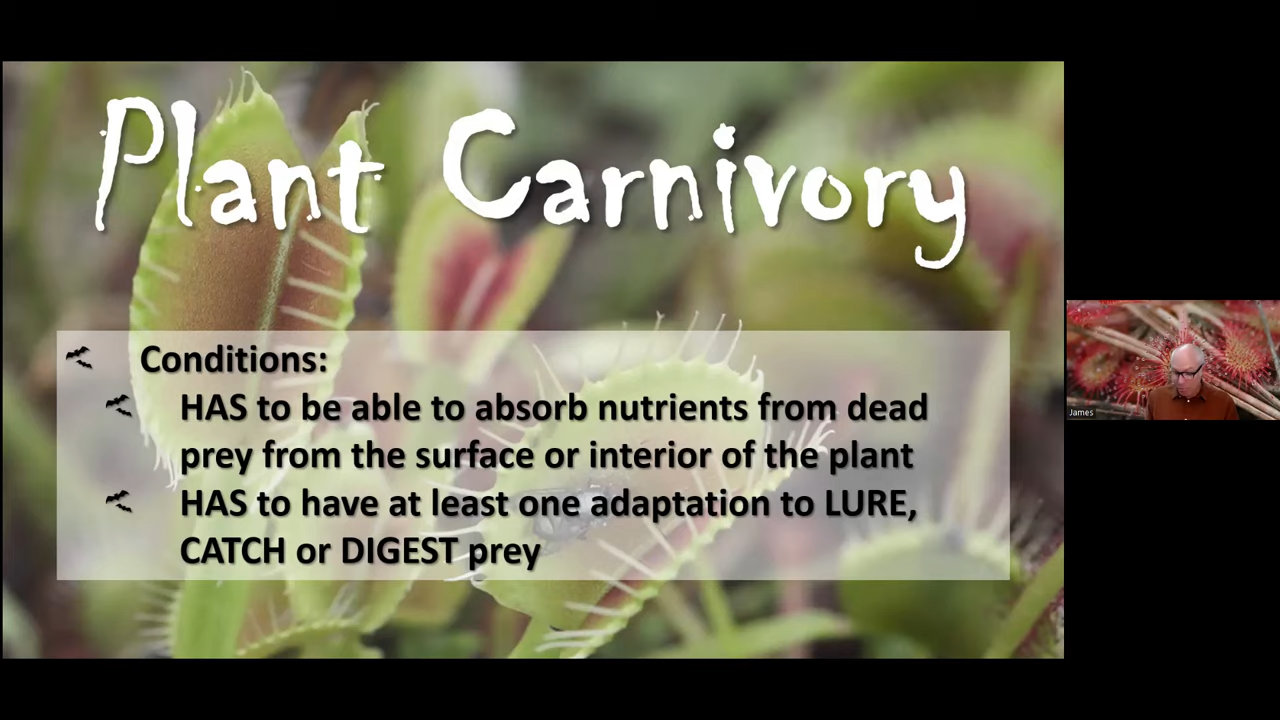 Plant Carnivory
Conditions:
HAS to be able to absorb nutrients from dead
prey from the surface or interior of the plant
HAS to have at least one adaptation to LURE,
CATCH or DIGEST prey
James